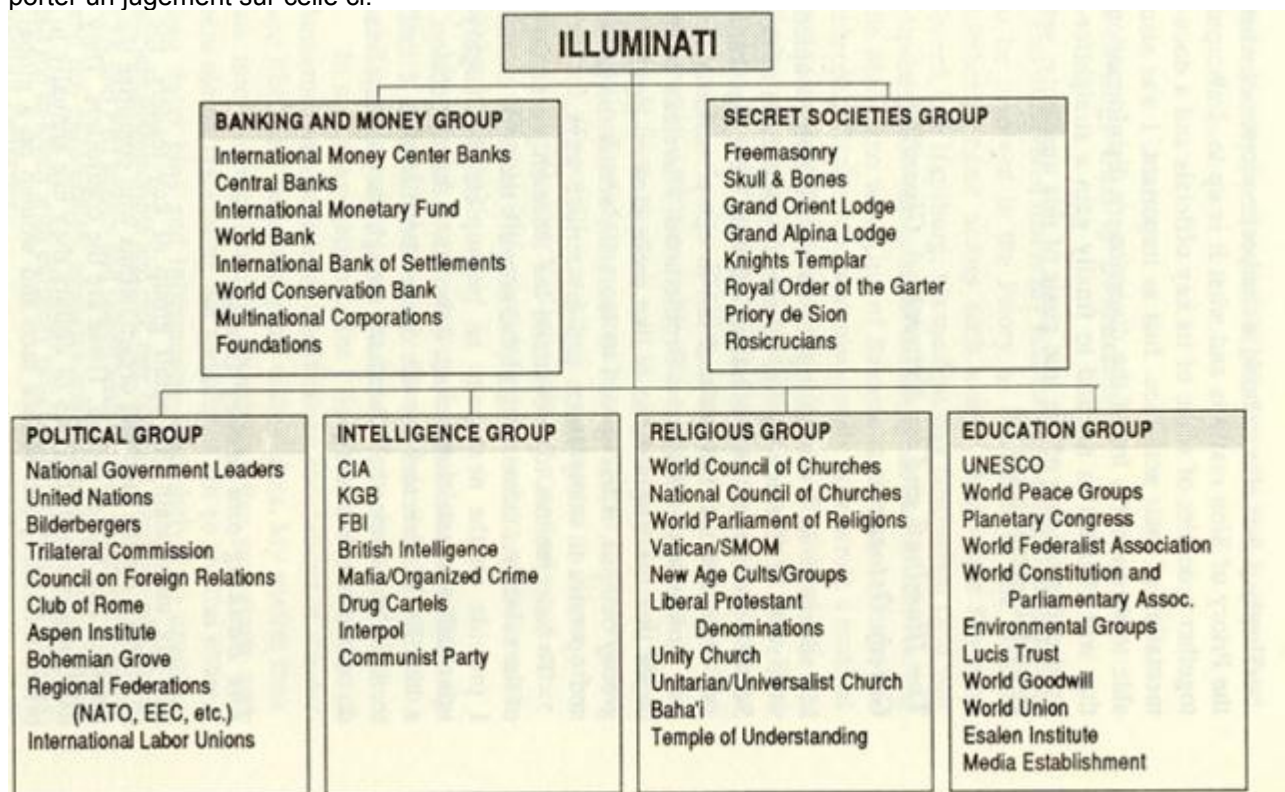 porter un jugement sur celle ci.
ILLUMINATI
BANKING AND MONEY GROUP
International Money Center Banks
Central Banks
International Monetary Fund
World Bank
International Bank of Settlements
World Conservation Bank
Multinational Corporations
Foundations
SECRET SOCIETIES GROUP
Freemasonry
Skull & Bones
Grand Orient Lodge
Grand Alpina Lodge
Knights Templar
Royal Order of the Garter
Priory de Sion
Rosicrucians
POLITICAL GROUP
National Government Leaders
United Nations
Bilderbergers
Trilateral Commission
Council on Foreign Relations
Club of Rome
Aspen Institute
Bohemian Grove
Regional Federations
(NATO, EEC, etc.)
International Labor Unions
INTELLIGENCE GROUP
CIA
KGB
FBI
British Intelligence
Mafia/Organized Crime
Drug Cartels
Interpol
Communist Party
RELIGIOUS GROUP
World Council of Churches
National Council of Churches
World Parliament of Religions
Vatican/SMOM
New Age Cults/Groups
Liberal Protestant
Denominations
Unity Church
Unitarian/Universalist Church
Baha'i
Temple of Understanding
EDUCATION GROUP
UNESCO
World Peace Groups
Planetary Congress
World Federalist Association
World Constitution and
Parliamentary Assoc.
Environmental Groups
Lucis Trust
World Goodwill
World Union
Esalen Institute
Media Establishment